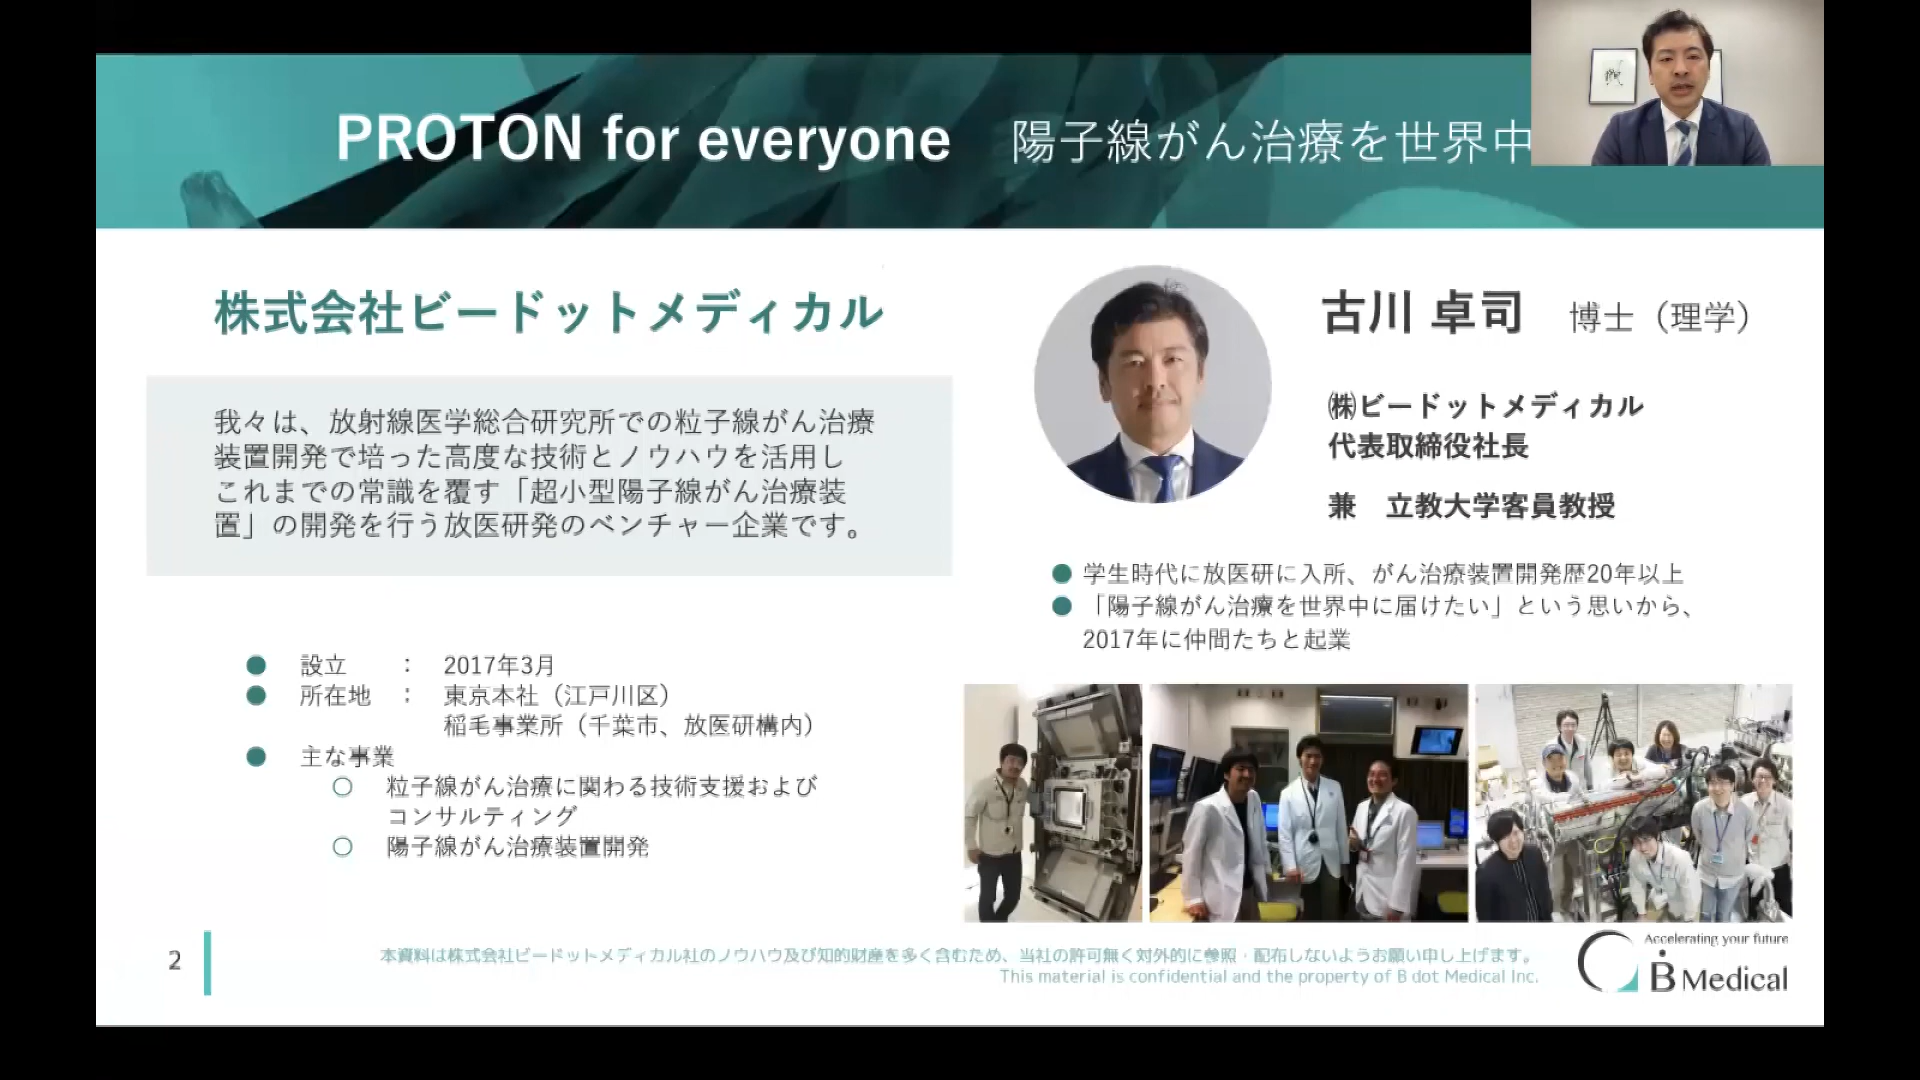 PROTON for everyone 陽子線がん治療を世界中
株式会社ビードットメディカル
我々は、放射線医学総合研究所での粒子線がん治療
装置開発で培った高度な技術とノウハウを活用し
これまでの常識を覆す「超小型陽子線がん治療装
置」の開発を行う放医研発のベンチャー企業です。
設立 : 2017年3月
所在地 : 東京本社（江戸川区）
稲毛事業所（千葉市、放医研構内）
主な事業
粒子線がん治療に関わる技術支援および
コンサルティング
陽子線がん治療装置開発
古川 卓司 博士（理学）
㈱ビードットメディカル
代表取締役社長
兼 立教大学客員教授
学生時代に放医研に入所、がん治療装置開発歴20年以上
「陽子線がん治療を世界中に届けたい」という思いから、
2017年に仲間たちと起業
2
本資料は株式会社ビードットメディカル社のノウハウ及び知的財産を多く含むため、当社の許可無く対外的に参照・配布しないようお願い申し上げます。
This material is confidential and the property of B dot Medical Inc.
Accelerating your future
Ḃ Medical